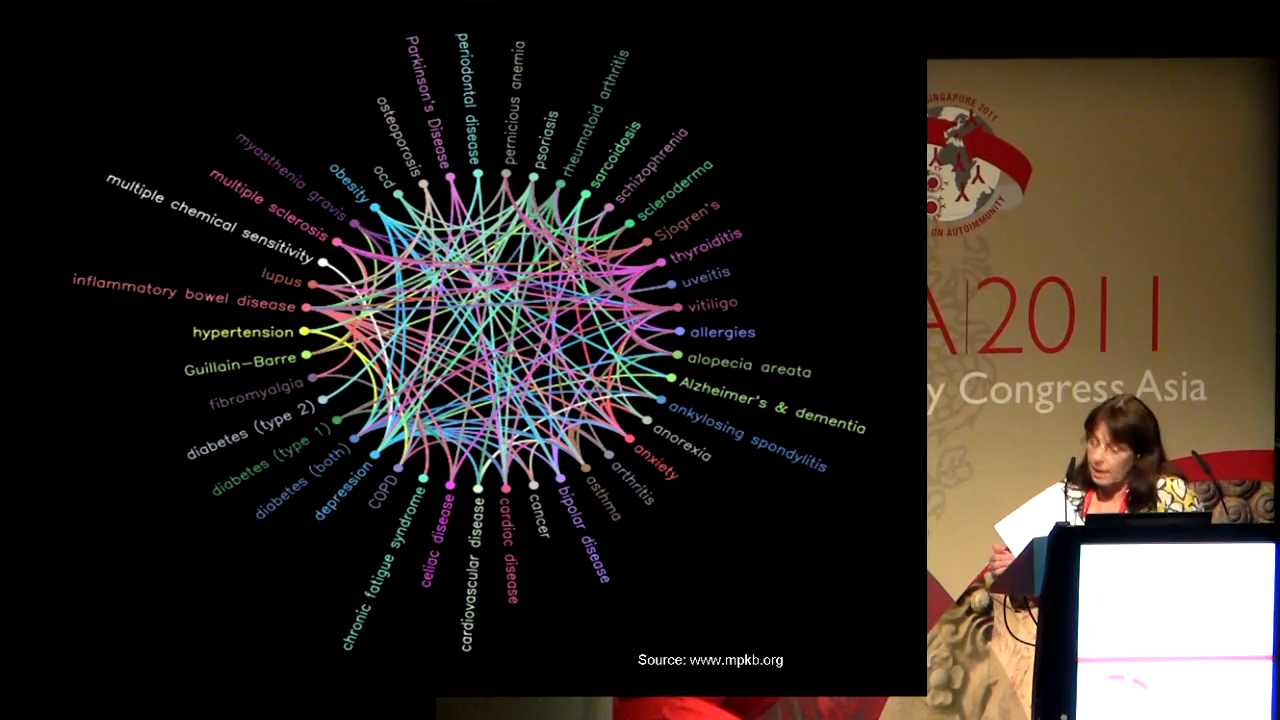 Parkinson's Disease
periodontal disease
pernicious anemia
psoriasis
rheumatoid arthritis
sarcoidosis
schizophrenia
scleroderma
Sjogren's
thyroiditis
uveitis
vitiligo
allergies
alopecia areata
Alzheimer's & dementia
ankylosing spondylitis
anorexia
anxiety
arthritis
asthma
bipolar disease
cancer
cardiac disease
cardiovascular disease
celiac disease
chronic fatigue syndrome
COPD
depression
diabetes (both)
diabetes (type 1)
diabetes (type 2)
fibromyalgia
Guillain-Barre
hypertension
inflammatory bowel disease
lupus
multiple chemical sensitivity
multiple sclerosis
myasthenia gravis
obesity
ocd
osteoporosis
Source: www.mpkb.org
SINGAPORE 2011
ON AUTOIMMUNITY
A|2011
y Congress Asia